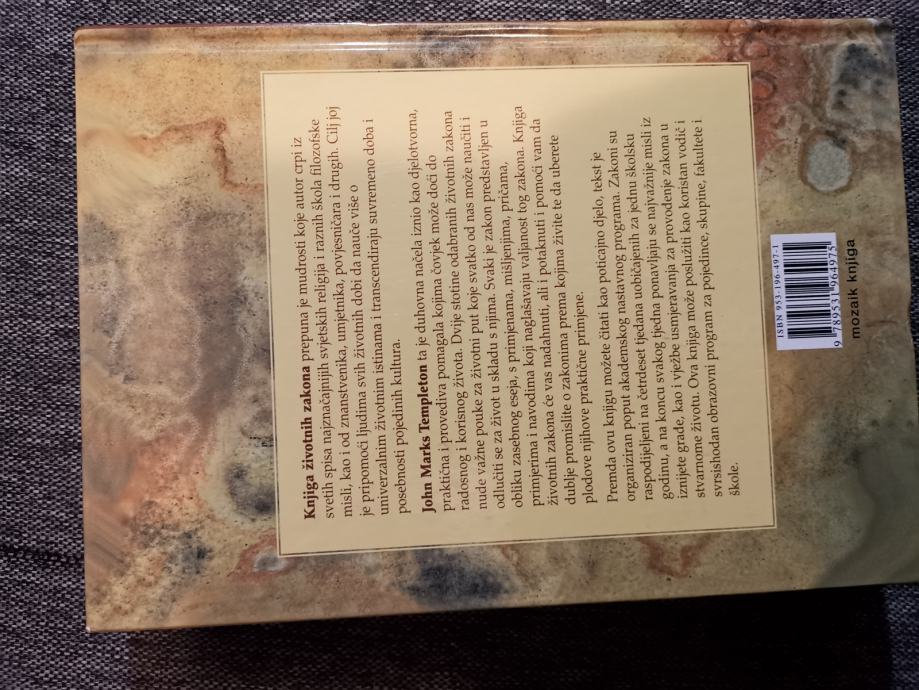 Knjiga životnih zakona prepuna je mudrosti koje autor crpi iz
svetih spisa najznačajnijih svjetskih religija i raznih škola filozofske
misli, kao i od znanstvenika, umjetnika, povjesničara i drugih. Cilj joj
je pripomoći ljudima svih životnih dobi da nauče više o
univerzalnim životnim istinama i transcendiraju suvremeno doba i
posebnosti pojedinih kultura.
John Marks Templeton ta je duhovna načela iznio kao djelotvorna,
praktična i provediva pomagala kojima čovjek može doći do
radosnog i korisnog života. Dvije stotine odabranih životnih zakona
nude važne pouke za životni put koje svatko od nas može naučiti i
odlučiti se za život u skladu s njima. Svaki je zakon predstavljen u
obliku zasebnog eseja, s primjenama, mišljenjima, pričama,
primjerima i navodima koji naglašavaju valjanost tog zakona. Knjiga
životnih zakona će vas nadahnuti, ali i potaknuti i pomoći vam da
dublje promislite o zakonima prema kojima živite te da uberete
plodove njihove praktične primjene.
Premda ovu knjigu možete čitati kao poticajno djelo, tekst je
organiziran poput akademskog nastavnog programa. Zakoni su
raspodijeljeni na četrdeset tjedana uobičajenih za jednu školsku
godinu, a na koncu svakog tjedna ponavljaju se najvažnije misli iz
iznijete građe, kao i vježbe usmjeravanja za provođenje zakona u
stvarnome životu. Ova knjiga može poslužiti kao koristan vodič i
svrsishodan obrazovni program za pojedince, skupine, fakultete i
škole.
ISBN 953-196-497-1
9 789531 964975
mozaik knjiga